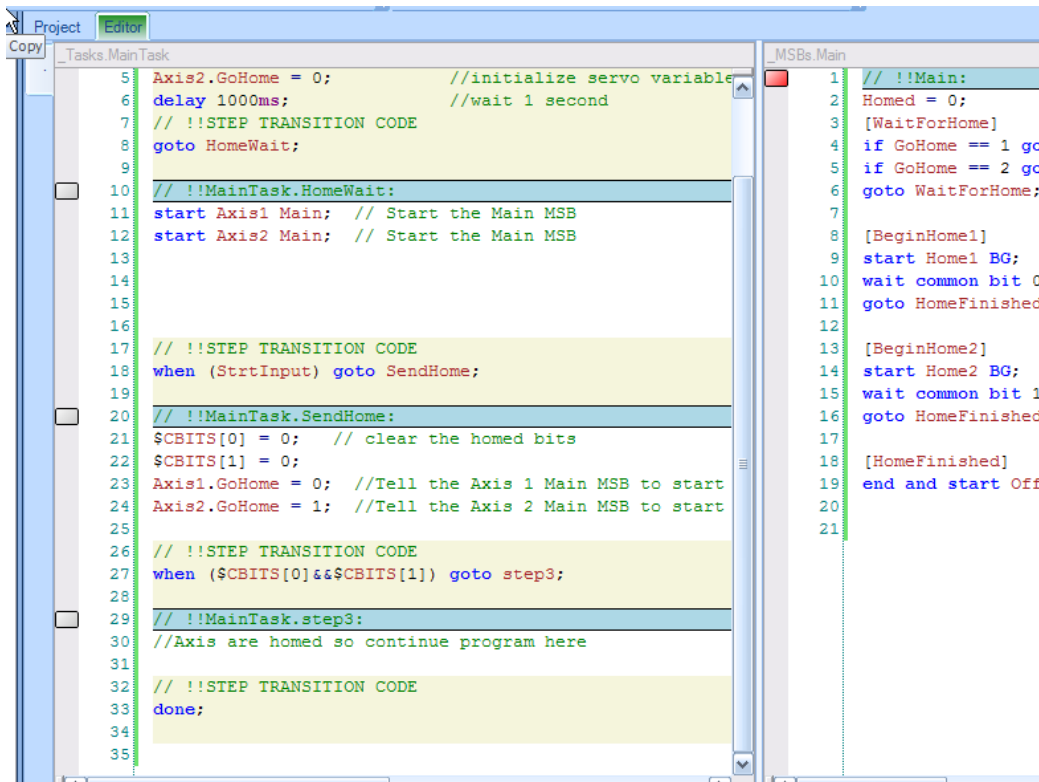 Project Editor
Copy
_Tasks.MainTask
5 Axis2.GoHome = 0; //initialize servo variable
6 delay 1000ms; //wait 1 second
7 // !!STEP TRANSITION CODE
8 goto HomeWait;
9
10 // !!MainTask.HomeWait:
11 start Axis1 Main; // Start the Main MSB
12 start Axis2 Main; // Start the Main MSB
13
14
15
16
17 // !!STEP TRANSITION CODE
18 when (StrtInput) goto SendHome;
19
20 // !!MainTask.SendHome:
21 $CBITS[0] = 0; // clear the homed bits
22 $CBITS[1] = 0;
23 Axis1.GoHome = 0; //Tell the Axis 1 Main MSB to start
24 Axis2.GoHome = 1; //Tell the Axis 2 Main MSB to start
25
26 // !!STEP TRANSITION CODE
27 when ($CBITS[0]&&$CBITS[1]) goto step3;
28
29 // !!MainTask.step3:
30 //Axis are homed so continue program here
31
32 // !!STEP TRANSITION CODE
33 done;
34
35
_MSBs.Main
1 // !!Main:
2 Homed = 0;
3 [WaitForHome]
4 if GoHome == 1 go
5 if GoHome == 2 go
6 goto WaitForHome;
7
8 [BeginHome1]
9 start Home1 BG;
10 wait common bit 0
11 goto HomeFinished
12
13 [BeginHome2]
14 start Home2 BG;
15 wait common bit 1
16 goto HomeFinished
17
18 [HomeFinished]
19 end and start Off
20
21